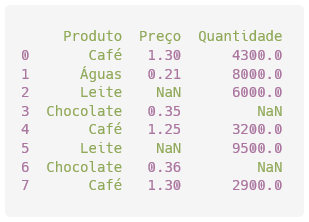 Produto Preço Quantidade
0 Café 1.30 4300.0
1 Águas 0.21 8000.0
2 Leite NaN 6000.0
3 Chocolate 0.35 NaN
4 Café 1.25 3200.0
5 Leite NaN 9500.0
6 Chocolate 0.36 NaN
7 Café 1.30 2900.0